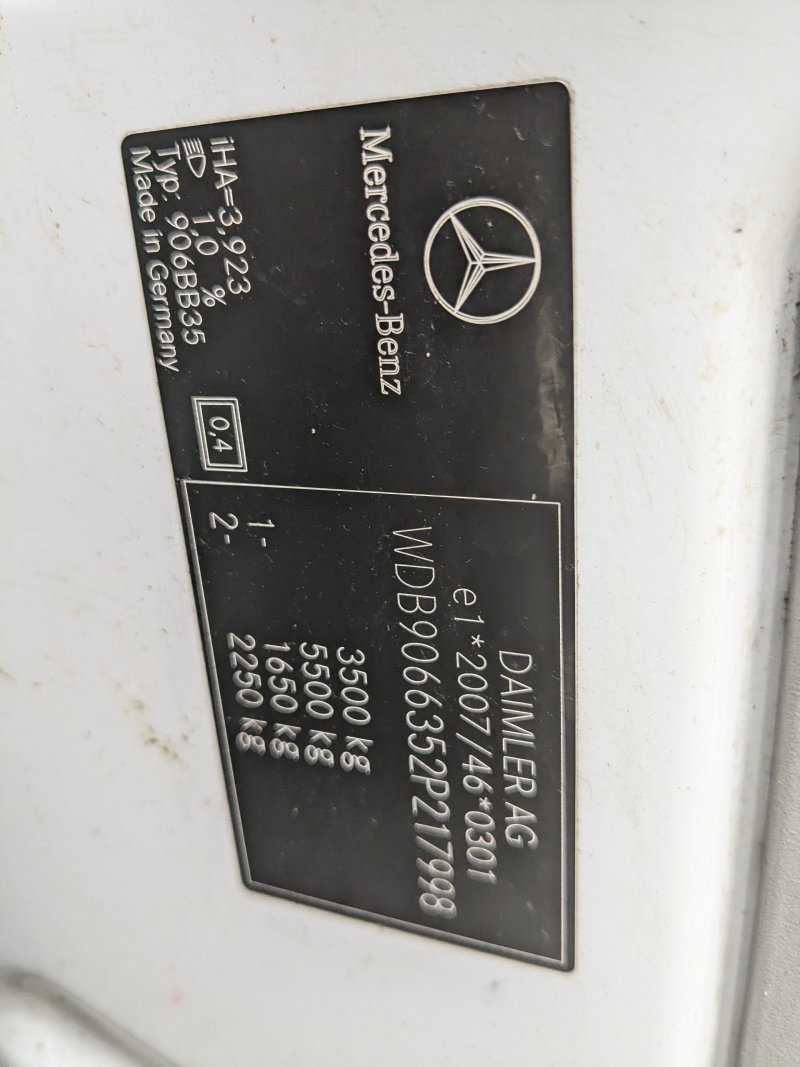 Mercedes-Benz
iHA=3,923
1,0 %
Typ: 906BB35
Made in Germany
0,4
DAIMLER AG
e1*2007/46*0301
WDB9066352P217998
3500 kg
5500 kg
1- 1650 kg
2- 2250 kg